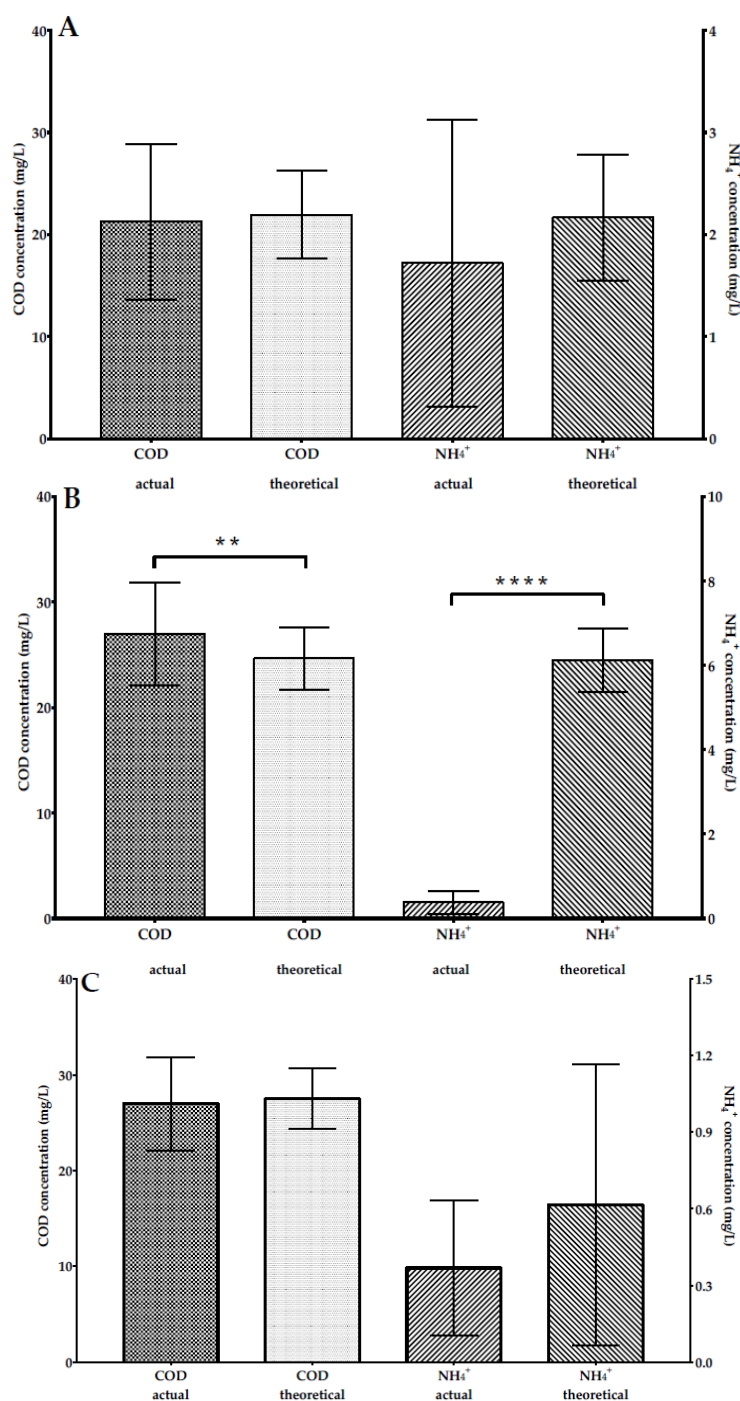 A
COD concentration (mg/L)
40
30
20
10
0
NH₄⁺ concentration (mg/L)
4
3
2
1
0
COD COD NH₄⁺ NH₄⁺
actual theoretical actual theoretical
B
COD concentration (mg/L)
40
30
20
10
0
** ****
NH₄⁺ concentration (mg/L)
10
8
6
4
2
0
COD COD NH₄⁺ NH₄⁺
actual theoretical actual theoretical
C
COD concentration (mg/L)
40
30
20
10
0
NH₄⁺ concentration (mg/L)
1.5
1.2
0.9
0.6
0.3
0.0
COD COD NH₄⁺ NH₄⁺
actual theoretical actual theoretical